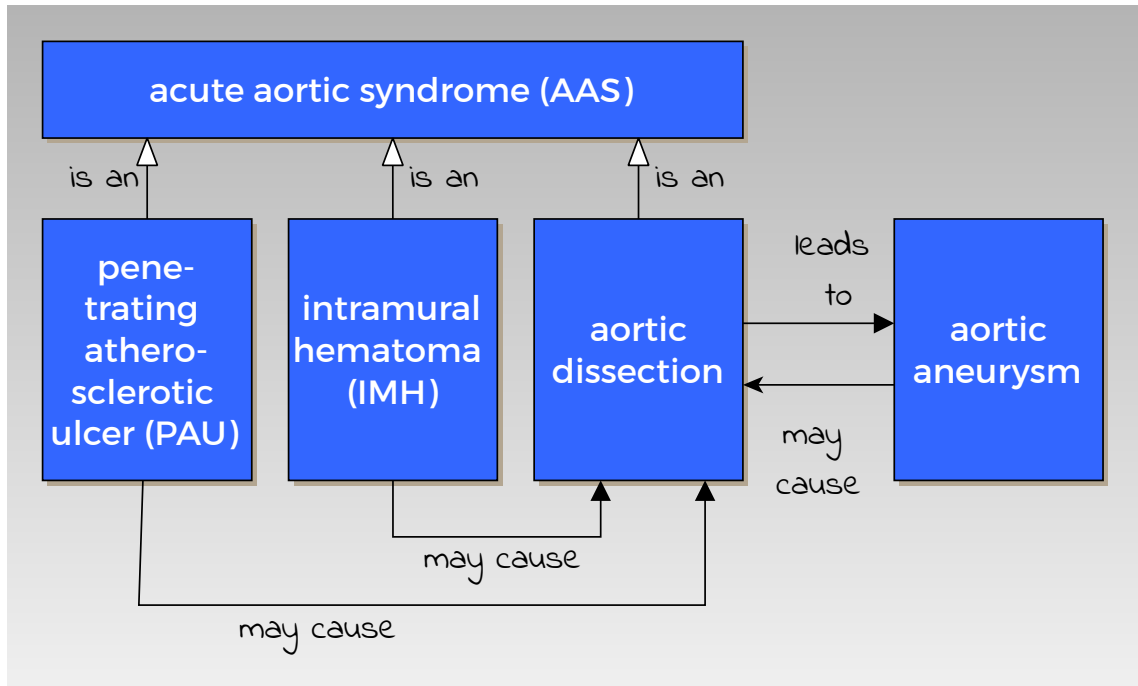 acute aortic syndrome (AAS)
is an
is an
is an
pene-
trating
athero-
sclerotic
ulcer (PAU)
intramural
hematoma
(IMH)
aortic
dissection
leads
to
aortic
aneurysm
may
cause
may cause
may cause